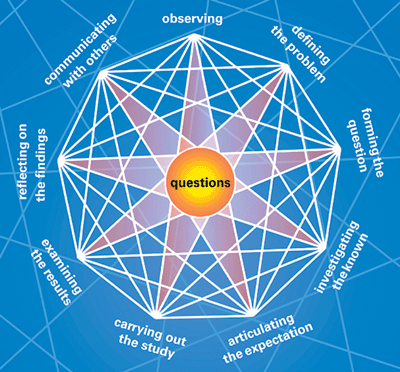 observing
defining
the problem
forming the
question
investigating
the known
articulating
the expectation
carrying out
the study
examining
the results
reflecting on
the findings
communicating
with others
questions